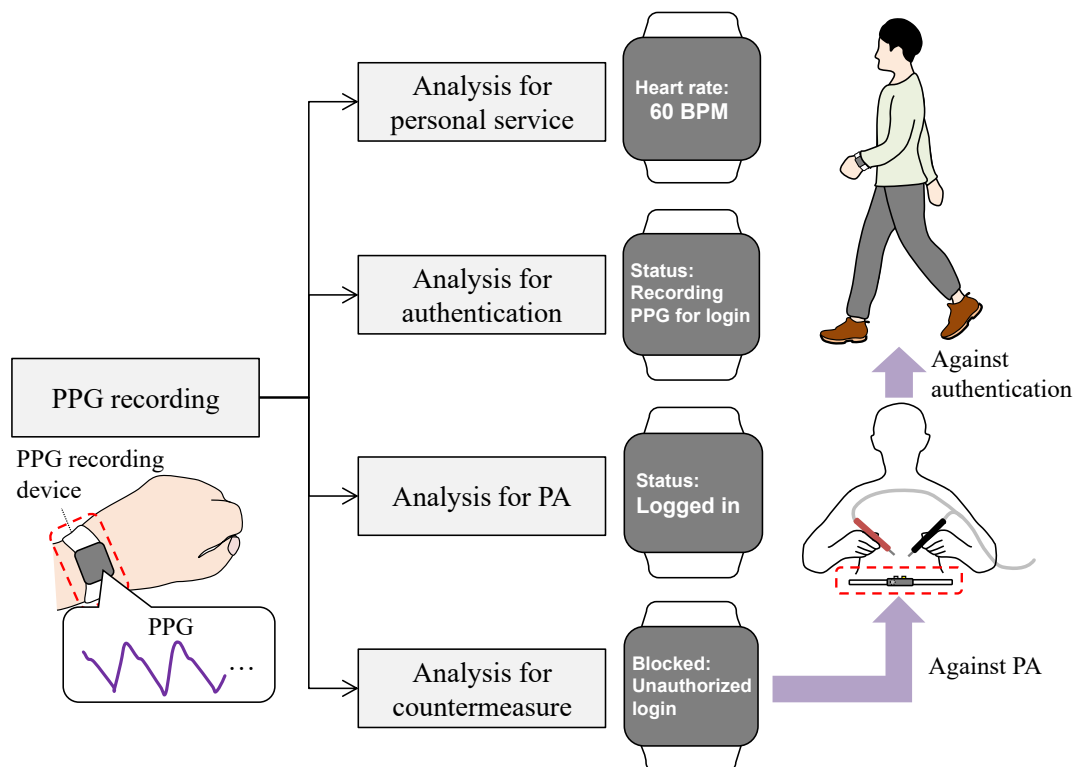 Analysis for
personal service
Heart rate:
60 BPM
Analysis for
authentication
Status:
Recording
PPG for login
Against
authentication
PPG recording
PPG recording
device
Analysis for PA
Status:
Logged in
PPG
...
Analysis for
countermeasure
Blocked:
Unauthorized
login
Against PA